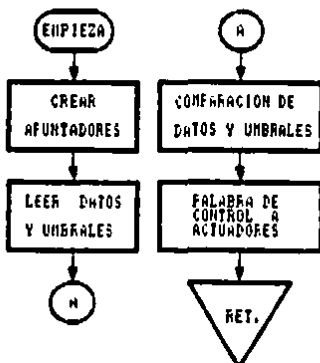 EMPIEZA
CREAR
APUNTADORES
LEER DATOS
Y UMBRALES
A
A
COMPARACION DE
DATOS Y UMBRALES
PALABRA DE
CONTROL A
ACTUADORES
RET.